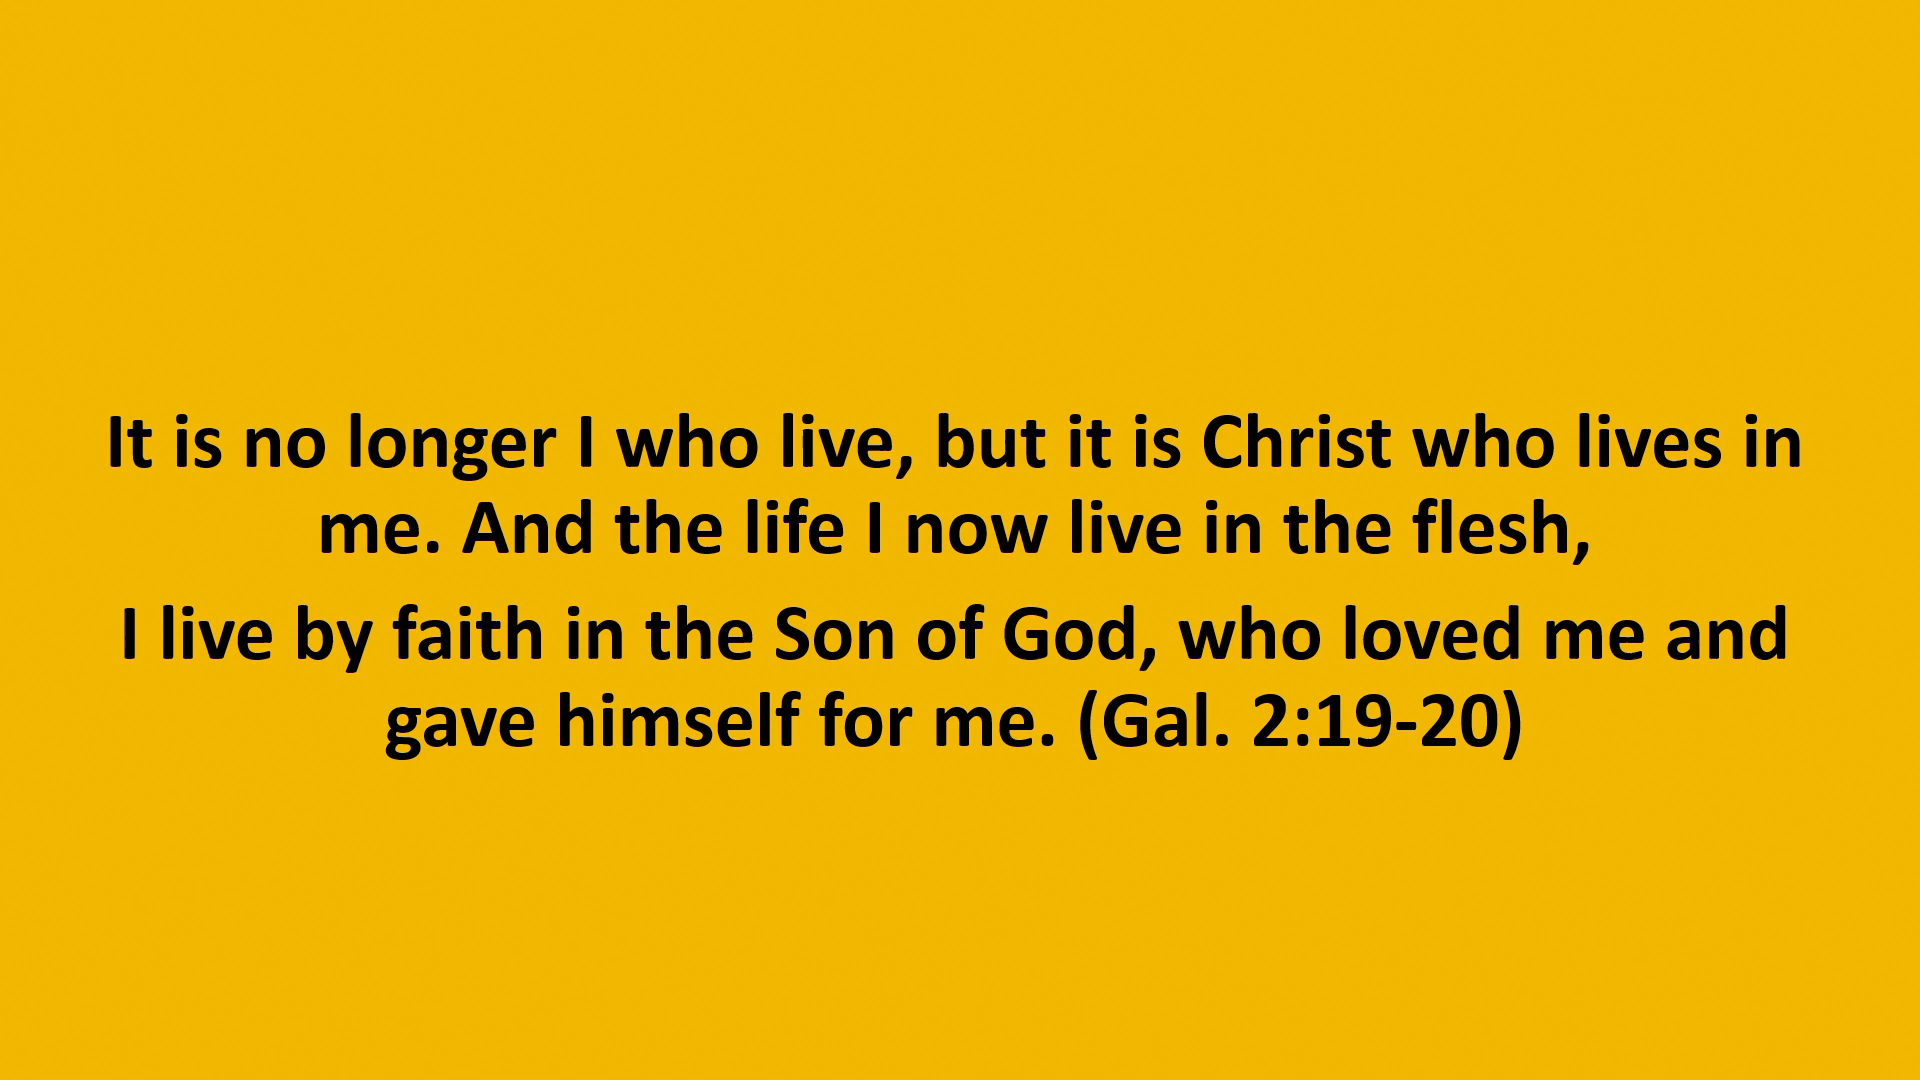 It is no longer I who live, but it is Christ who lives in
me. And the life I now live in the flesh,
I live by faith in the Son of God, who loved me and
gave himself for me. (Gal. 2:19-20)